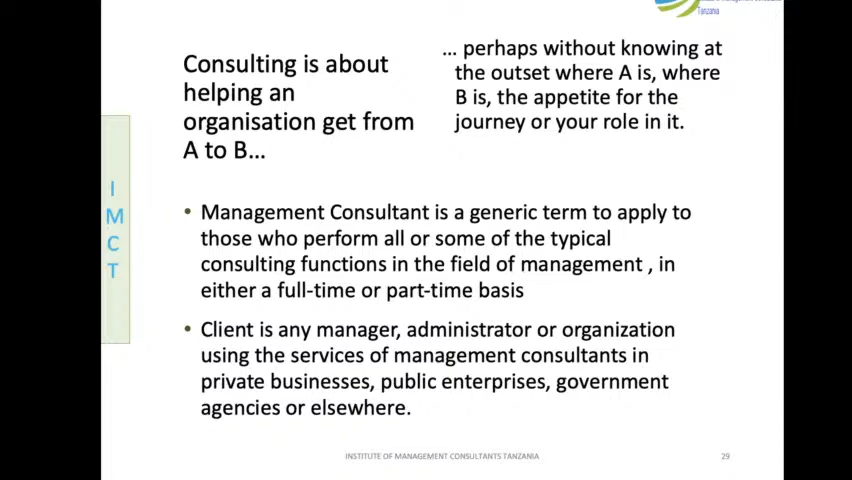 Tanzania
Consulting is about
helping an
organisation get from
A to B...
... perhaps without knowing at
the outset where A is, where
B is, the appetite for the
journey or your role in it.
I
M
C
T
• Management Consultant is a generic term to apply to
those who perform all or some of the typical
consulting functions in the field of management , in
either a full-time or part-time basis
• Client is any manager, administrator or organization
using the services of management consultants in
private businesses, public enterprises, government
agencies or elsewhere.
INSTITUTE OF MANAGEMENT CONSULTANTS TANZANIA
29